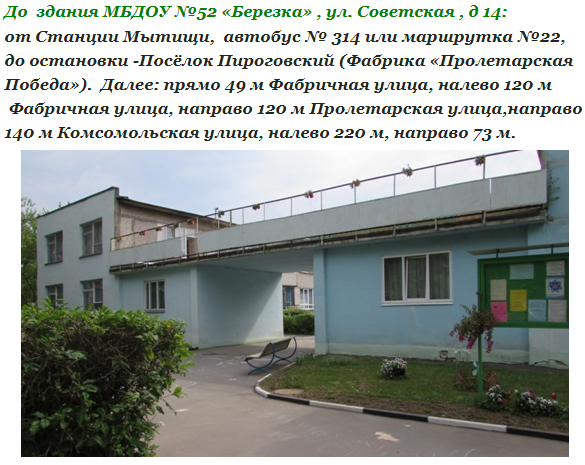 До здания МБДОУ №52 «Березка» , ул. Советская , д 14:
от Станции Мытищи, автобус № 314 или маршрутка №22,
до остановки -Посёлок Пироговский (Фабрика «Пролетарская
Победа»). Далее: прямо 49 м Фабричная улица, налево 120 м
Фабричная улица, направо 120 м Пролетарская улица,направо
140 м Комсомольская улица, налево 220 м, направо 73 м.